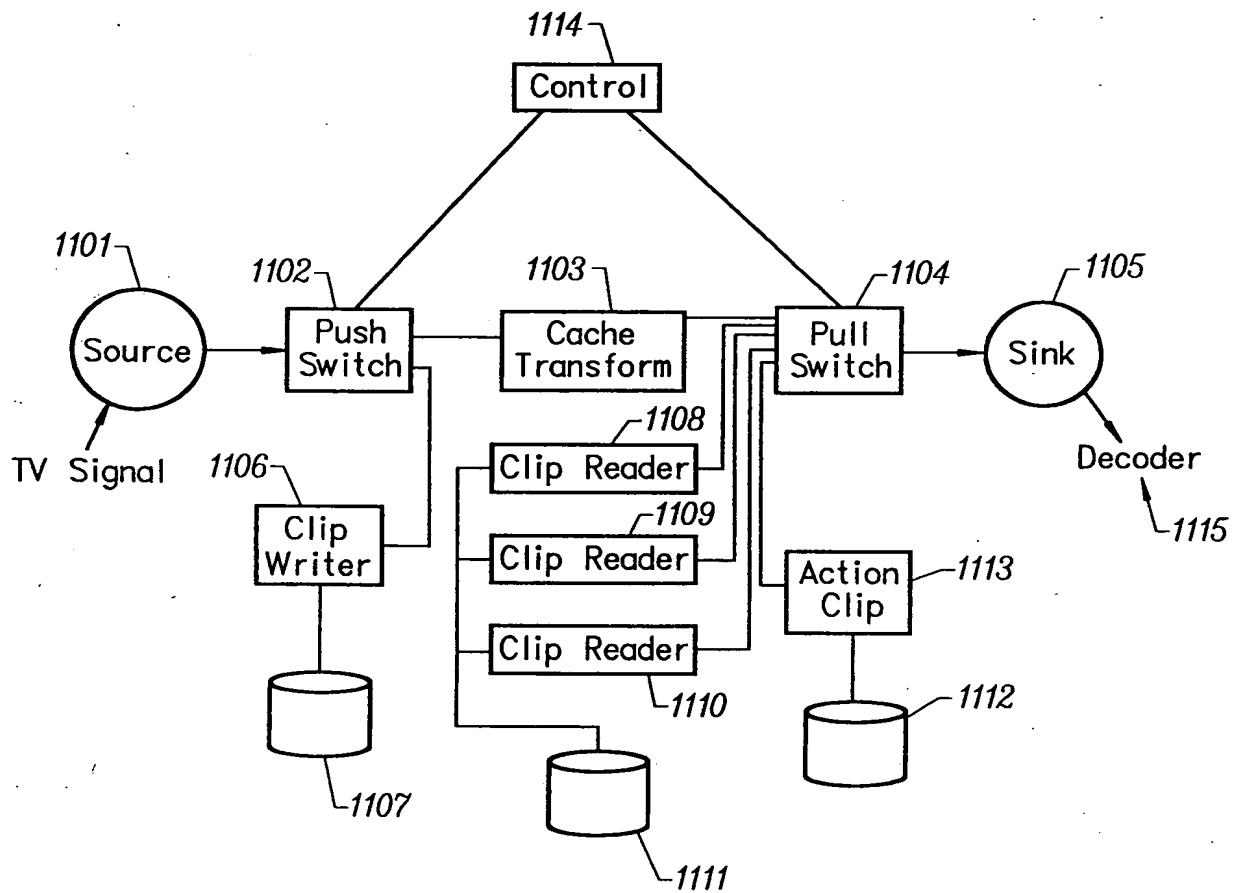 1114
Control
1101
1102
1103
1104
1105
Source
Push
Switch
Cache
Transform
Pull
Switch
Sink
TV Signal
1106
1108
Clip Reader
Decoder
1115
Clip
Writer
1109
Clip Reader
Action
Clip
1113
Clip Reader
1110
1112
1107
1111